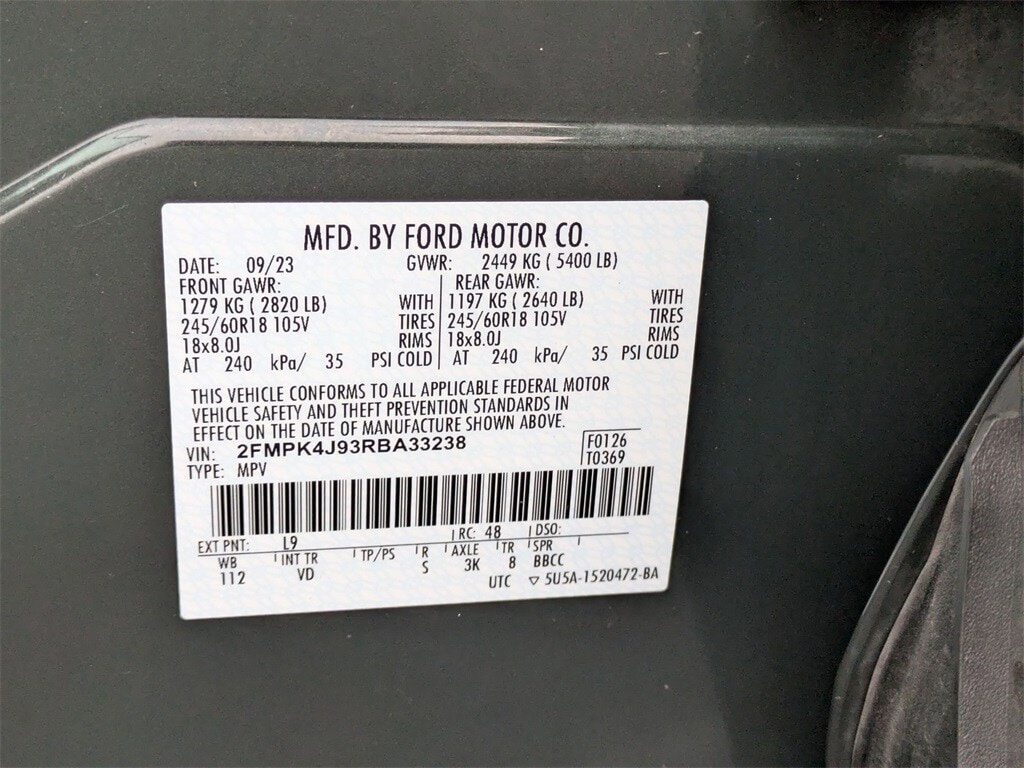 MFD. BY FORD MOTOR CO.
DATE: 09/23 GVWR: 2449 KG ( 5400 LB)
FRONT GAWR: REAR GAWR:
1279 KG ( 2820 LB) WITH 1197 KG ( 2640 LB) WITH
245/60R18 105V TIRES 245/60R18 105V TIRES
18x8.0J RIMS 18x8.0J RIMS
AT 240 kPa/ 35 PSI COLD AT 240 kPa/ 35 PSI COLD
THIS VEHICLE CONFORMS TO ALL APPLICABLE FEDERAL MOTOR
VEHICLE SAFETY AND THEFT PREVENTION STANDARDS IN
EFFECT ON THE DATE OF MANUFACTURE SHOWN ABOVE.
VIN: 2FMPK4J93RBA33238 F0126
TYPE: MPV T0369
EXT PNT: L9 RC: 48 DSO:
WB INT TR TP/PS R AXLE TR SPR
112 VD S 3K 8 BBCC
UTC ▽ 5U5A-1520472-BA